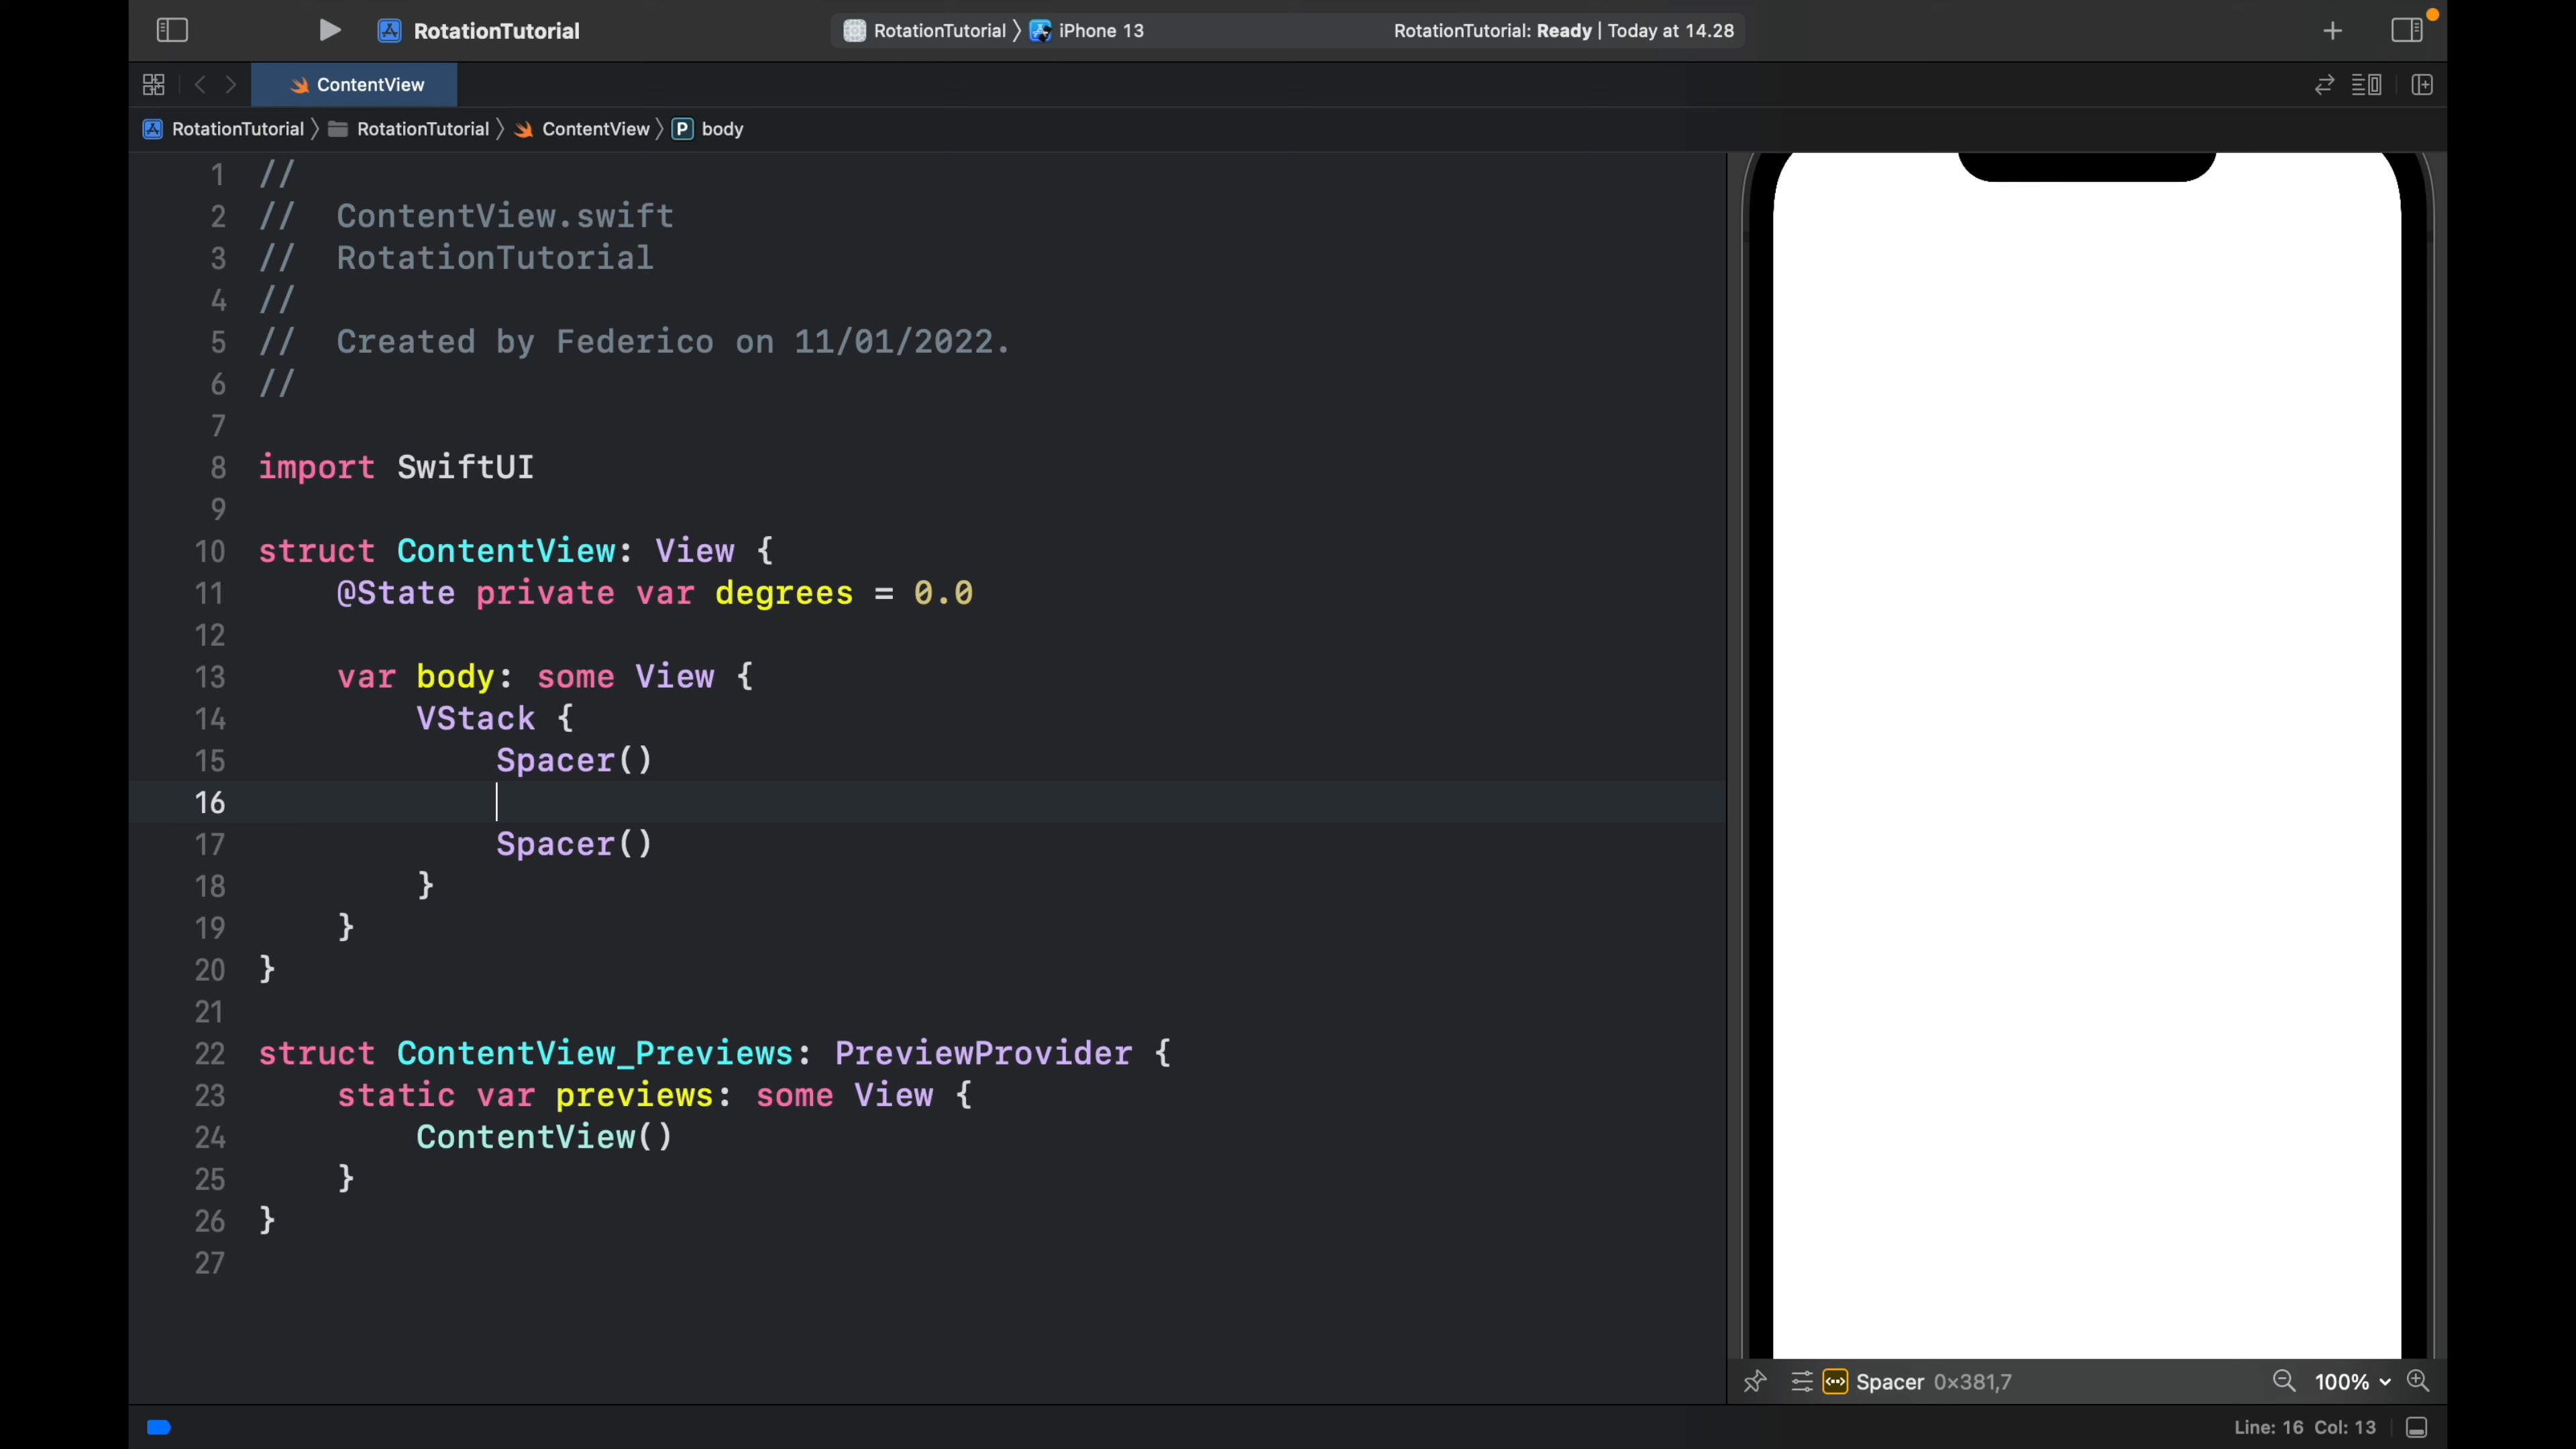 RotationTutorial
RotationTutorial 〉 iPhone 13
RotationTutorial: Ready | Today at 14.28
ContentView
RotationTutorial 〉 RotationTutorial 〉 ContentView 〉 P body
1 //
2 //  ContentView.swift
3 //  RotationTutorial
4 //
5 //  Created by Federico on 11/01/2022.
6 //
7
8 import SwiftUI
9
10 struct ContentView: View {
11     @State private var degrees = 0.0
12
13     var body: some View {
14         VStack {
15             Spacer()
16
17             Spacer()
18         }
19     }
20 }
21
22 struct ContentView_Previews: PreviewProvider {
23     static var previews: some View {
24         ContentView()
25     }
26 }
27
Spacer 0×381,7
100%
Line: 16 Col: 13